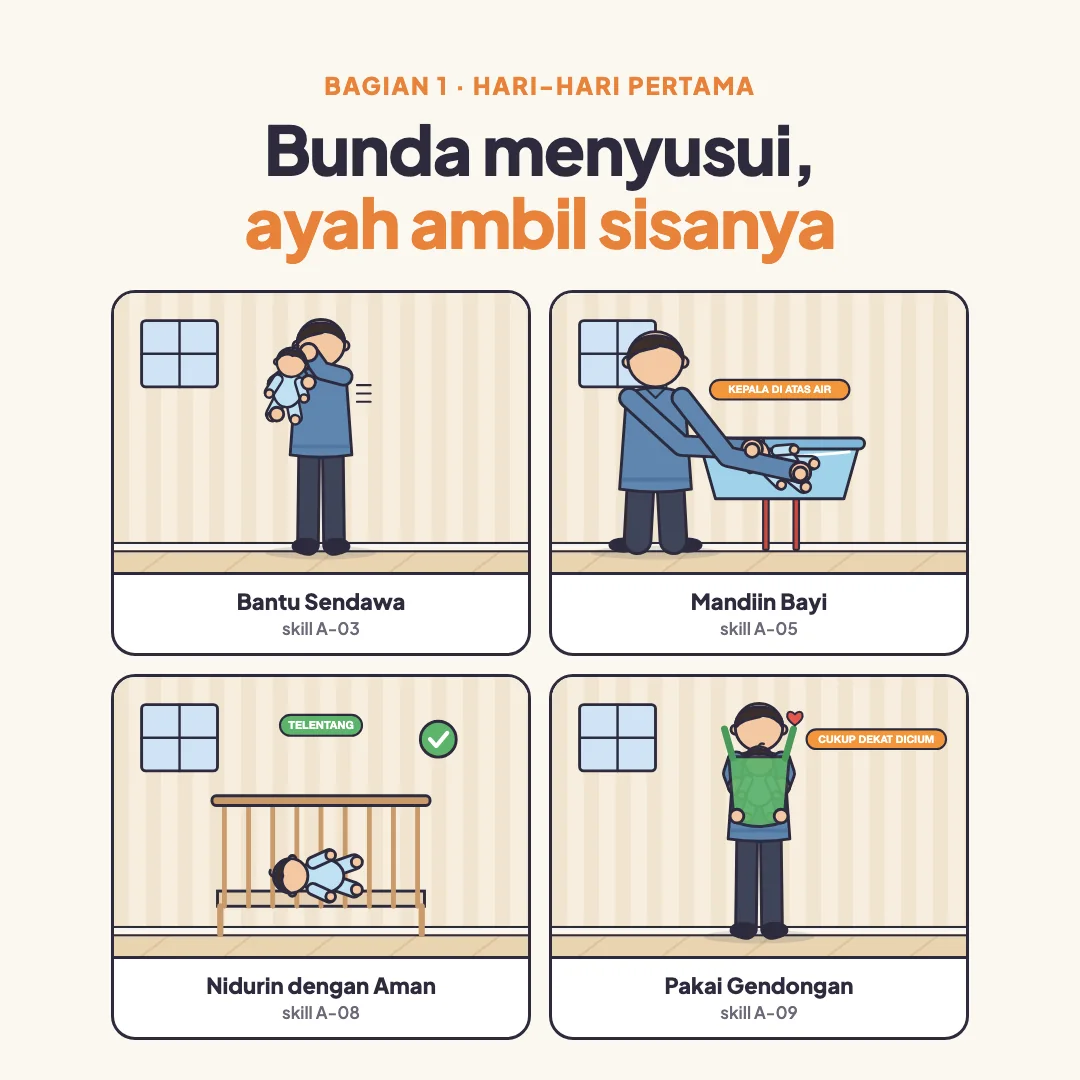 BAGIAN 1 · HARI-HARI PERTAMA
Bunda menyusui,
ayah ambil sisanya
Bantu Sendawa
skill A-03
KEPALA DI ATAS AIR
Mandiin Bayi
skill A-05
TELENTANG
Nidurin dengan Aman
skill A-08
CUKUP DEKAT DICIUM
Pakai Gendongan
skill A-09